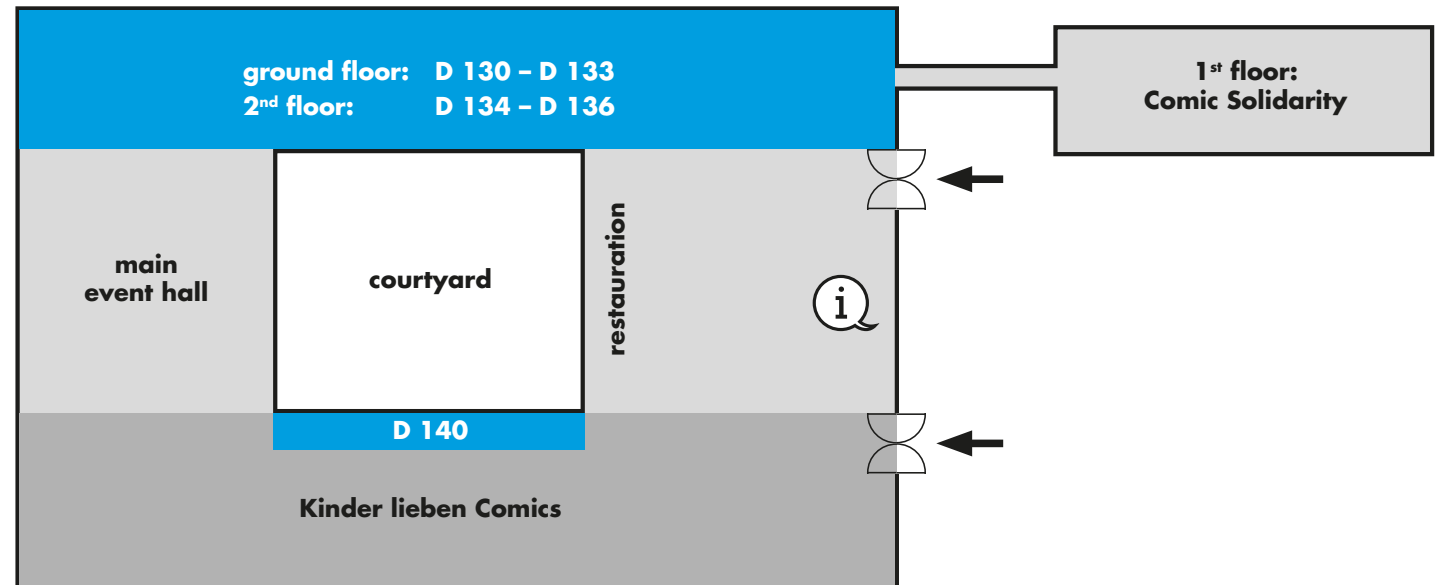 ground floor: D 130 – D 133
2nd floor: D 134 – D 136
1st floor:
Comic Solidarity
main
event hall
courtyard
restauration
i
D 140
Kinder lieben Comics